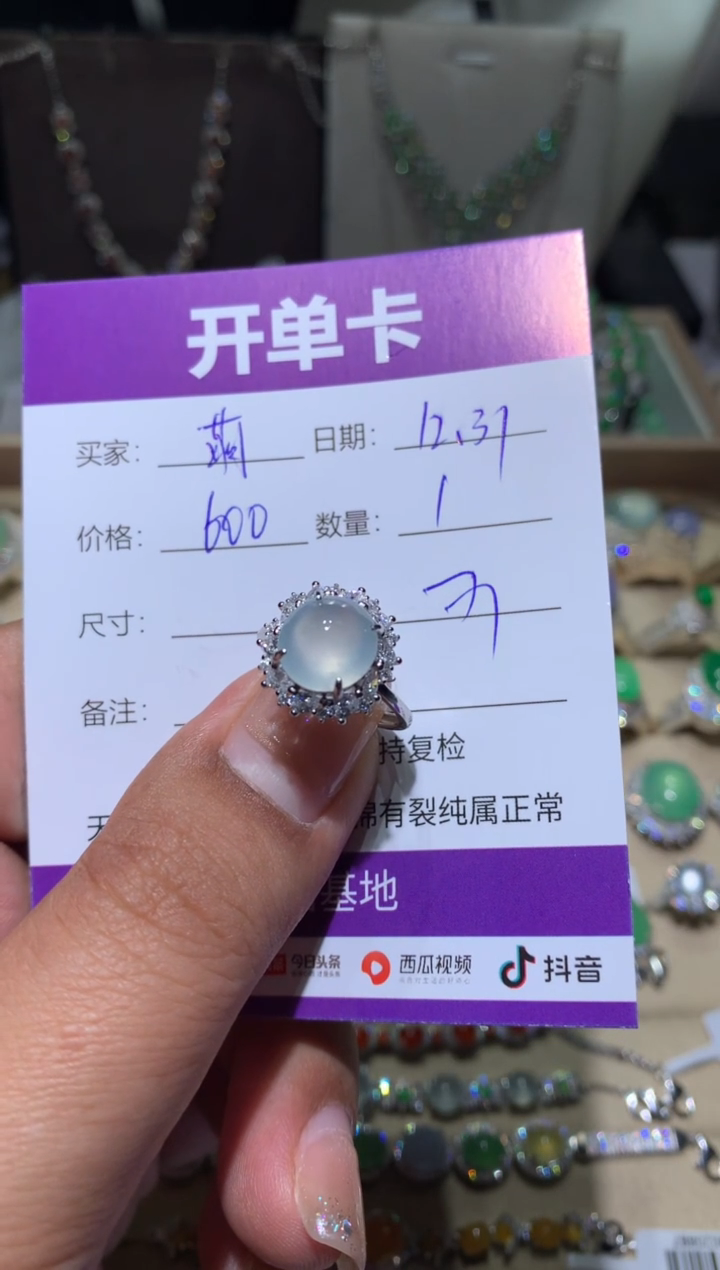 开单卡
买家： 日期：12.31
价格：600 数量：1
尺寸：
备注：
持复检
棉有裂纯属正常
基地
今日头条 西瓜视频 抖音